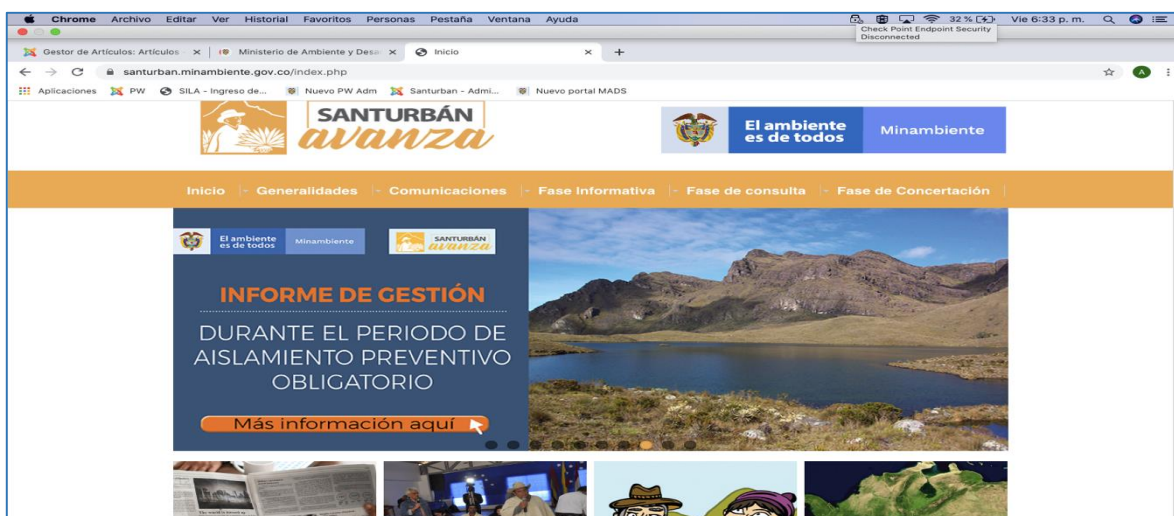 Chrome Archivo Editar Ver Historial Favoritos Personas Pestaña Ventana Ayuda 32 % Vie 6:33 p. m.
Check Point Endpoint Security
Disconnected
Gestor de Artículos: Artículos - Ministerio de Ambiente y Desa Inicio
santurban.minambiente.gov.co/index.php A
Aplicaciones PW SILA - Ingreso de... Nuevo PW Adm Santurban - Admi... Nuevo portal MADS
SANTURBÁN
avanza
El ambiente
es de todos
Minambiente
Inicio Generalidades Comunicaciones Fase Informativa Fase de consulta Fase de Concertación
El ambiente
es de todos
Minambiente
SANTURBÁN
avanza
INFORME DE GESTIÓN
DURANTE EL PERIODO DE
AISLAMIENTO PREVENTIVO
OBLIGATORIO
Más información aquí